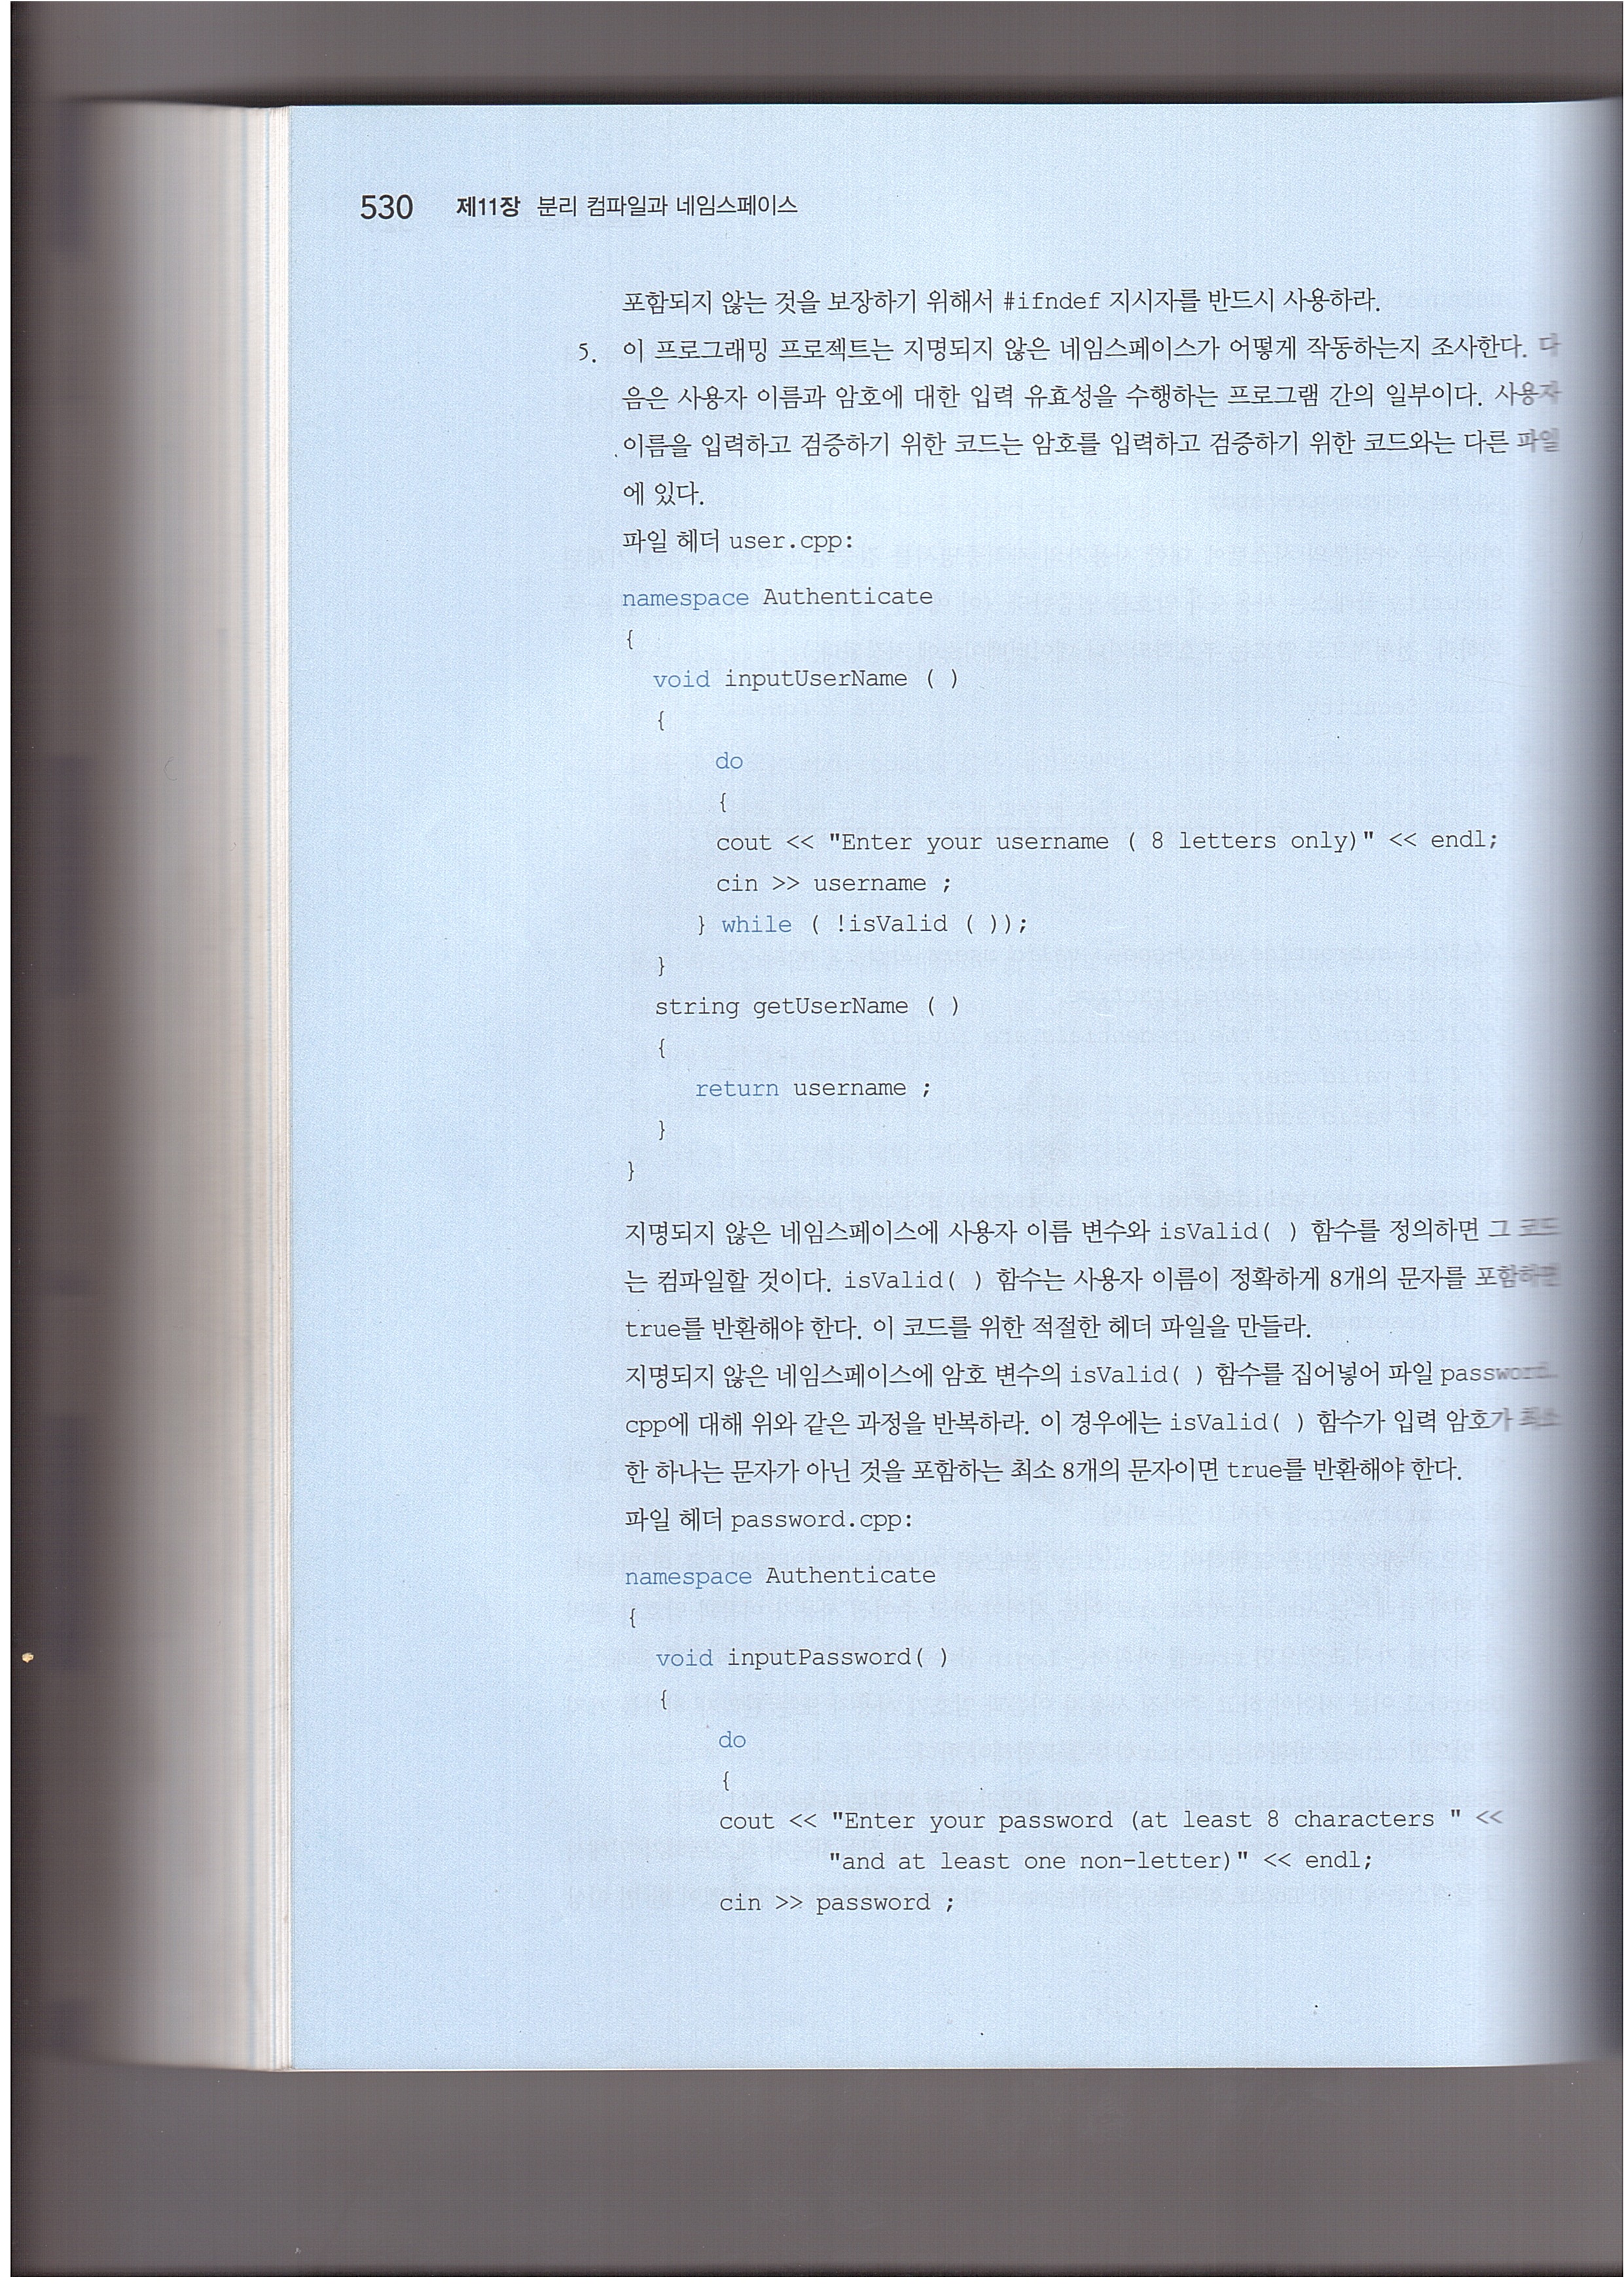 530 제11장 분리 컴파일과 네임스페이스
포함되지 않는 것을 보장하기 위해서 #ifndef 지시자를 반드시 사용하라.
5. 이 프로그래밍 프로젝트는 지명되지 않은 네임스페이스가 어떻게 작동하는지 조사한다. 다
음은 사용자 이름과 암호에 대한 입력 유효성을 수행하는 프로그램 간의 일부이다. 사용자
이름을 입력하고 검증하기 위한 코드는 암호를 입력하고 검증하기 위한 코드와는 다른 파일
에 있다.
파일 헤더 user.cpp:
namespace Authenticate
{
void inputUserName ( )
{
do
{
cout << "Enter your username ( 8 letters only)" << endl;
cin >> username ;
} while ( !isValid ( ));
}
string getUserName ( )
{
return username ;
}
}
지명되지 않은 네임스페이스에 사용자 이름 변수와 isValid( ) 함수를 정의하면 그 코드
는 컴파일할 것이다. isValid( ) 함수는 사용자 이름이 정확하게 8개의 문자를 포함하면
true를 반환해야 한다. 이 코드를 위한 적절한 헤더 파일을 만들라.
지명되지 않은 네임스페이스에 암호 변수의 isValid( ) 함수를 집어넣어 파일 password.
cpp에 대해 위와 같은 과정을 반복하라. 이 경우에는 isValid( ) 함수가 입력 암호가 최소
한 하나는 문자가 아닌 것을 포함하는 최소 8개의 문자이면 true를 반환해야 한다.
파일 헤더 password.cpp:
namespace Authenticate
{
void inputPassword( )
{
do
{
cout << "Enter your password (at least 8 characters " <<
"and at least one non-letter)" << endl;
cin >> password ;